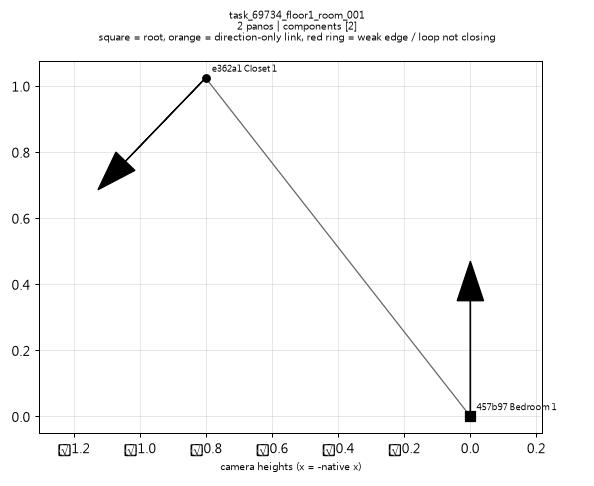 task_69734_floor1_room_001
2 panos | components [2]
square = root, orange = direction-only link, red ring = weak edge / loop not closing
e362a1 Closet 1
1.0
0.8
0.6
0.4
0.2
0.0
457b97 Bedroom 1
√1.2 √1.0 √0.8 √0.6 √0.4 √0.2 0.0 0.2
camera heights (x = -native x)